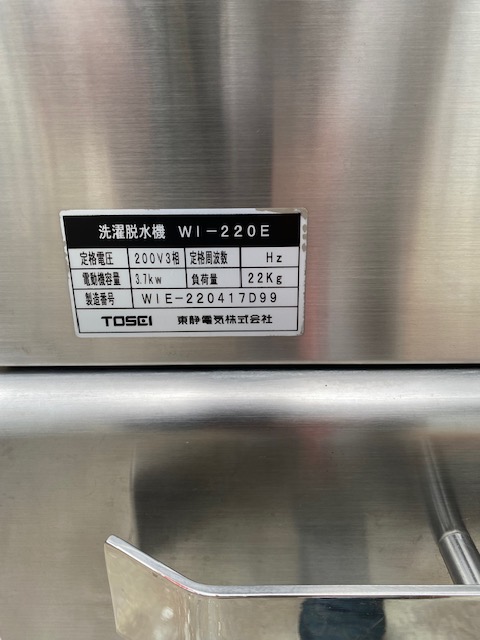 洗濯脱水機 WI-220E
定格電圧 200V3相 定格周波数 Hz
電動機容量 3.7kw 負荷量 22Kg
製造番号 WIE-220417D99
TOSEI 東静電気株式会社